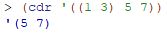 > (cdr '((1 3) 5 7))
'(5 7)